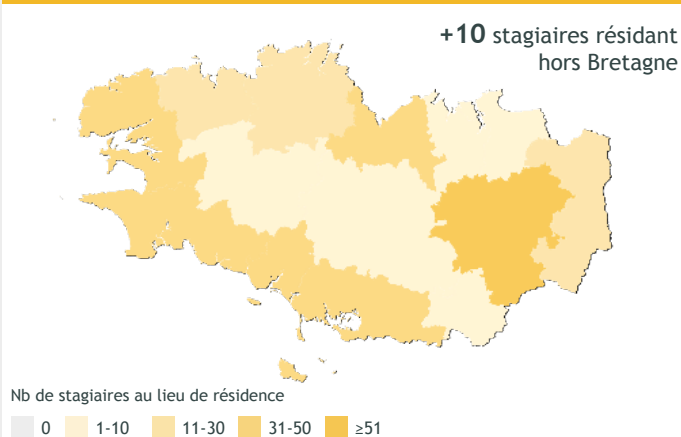 +10 stagiaires résidant
hors Bretagne
Nb de stagiaires au lieu de résidence
0 1-10 11-30 31-50 ≥51